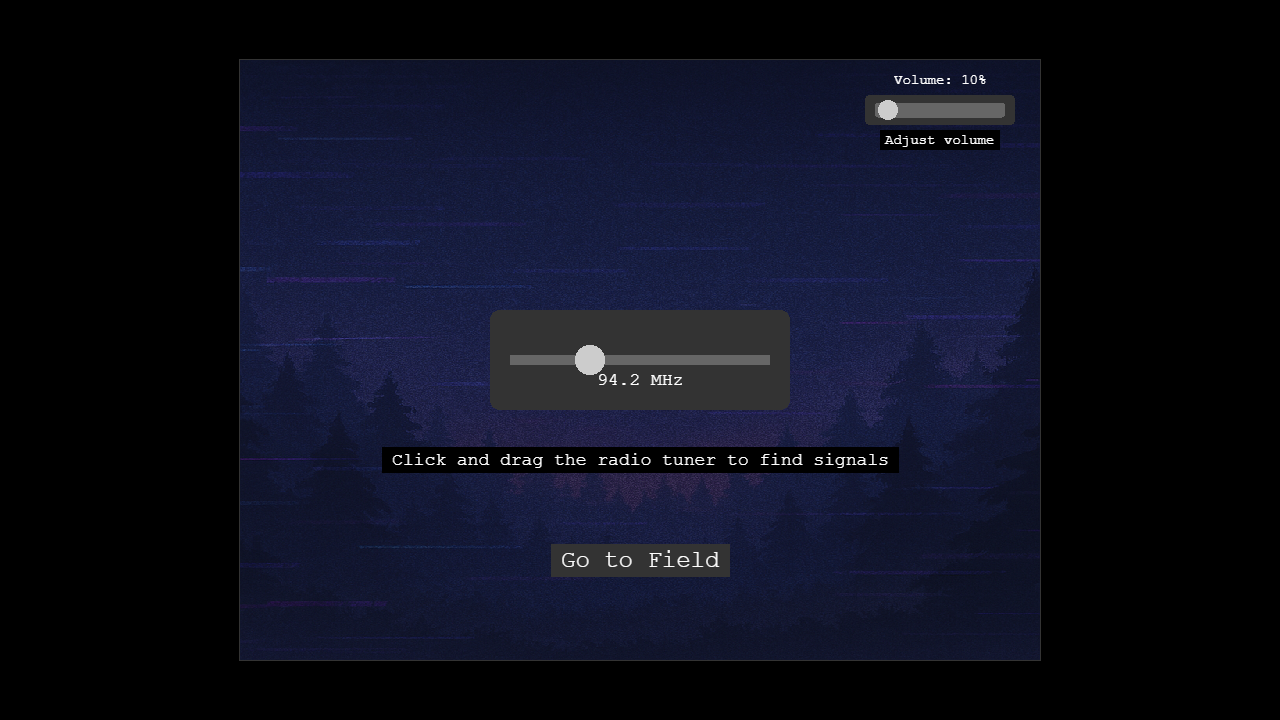 Volume: 10%
Adjust volume
94.2 MHz
Click and drag the radio tuner to find signals
Go to Field